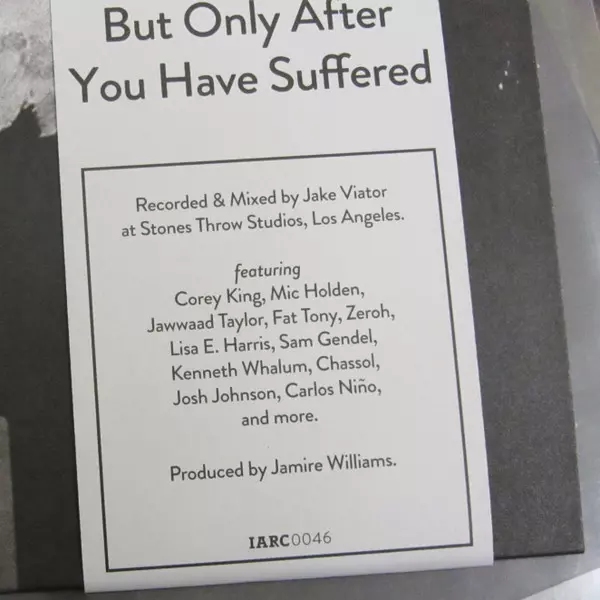 But Only After
You Have Suffered
Recorded & Mixed by Jake Viator
at Stones Throw Studios, Los Angeles.
featuring
Corey King, Mic Holden,
Jawwaad Taylor, Fat Tony, Zeroh,
Lisa E. Harris, Sam Gendel,
Kenneth Whalum, Chassol,
Josh Johnson, Carlos Niño,
and more.
Produced by Jamire Williams.
IARC0046